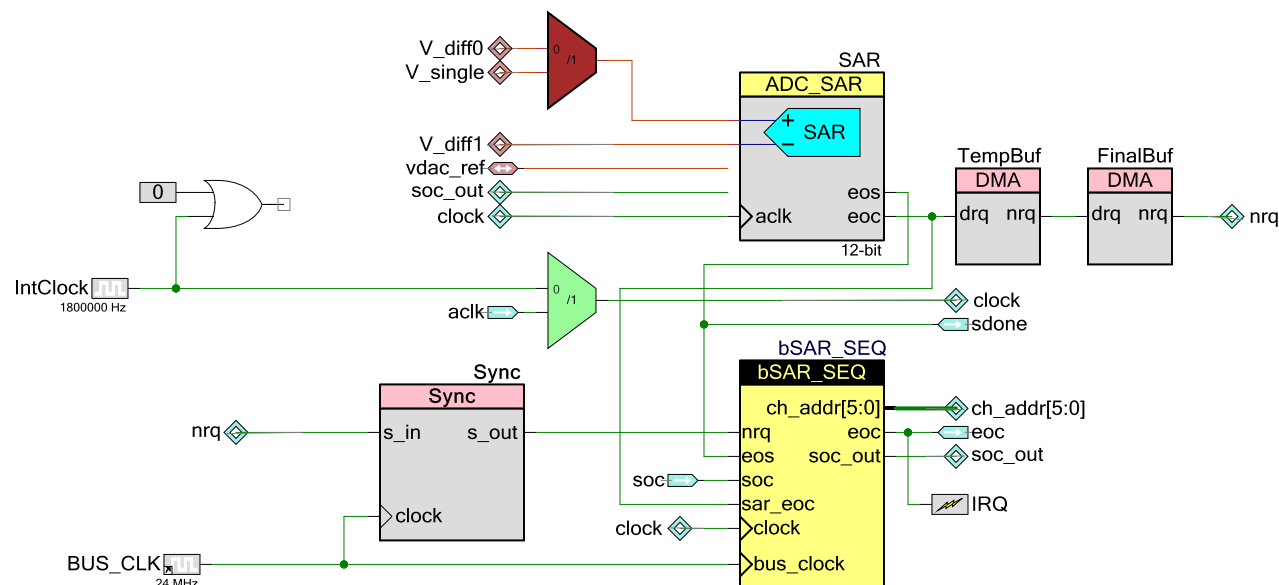 V_diff0
V_single
0
/1
SAR
ADC_SAR
+
SAR
−
V_diff1
vdac_ref
soc_out
clock
aclk
eos
eoc
12-bit
TempBuf
DMA
drq nrq
FinalBuf
DMA
drq nrq
nrq
0
IntClock
1800000 Hz
0
/1
aclk
clock
sdone
Sync
Sync
s_in s_out
clock
nrq
BUS_CLK
24 MHz
bSAR_SEQ
bSAR_SEQ
ch_addr[5:0] ch_addr[5:0]
nrq eoc eoc
eos soc_out soc_out
soc soc
sar_eoc IRQ
clock clock
bus_clock